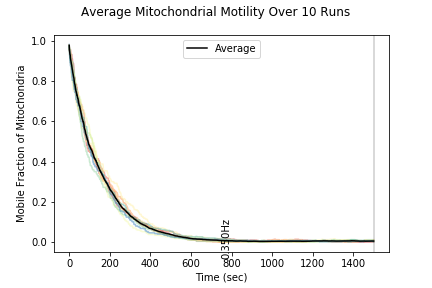 Average Mitochondrial Motility Over 10 Runs
Average
Mobile Fraction of Mitochondria
1.0
0.8
0.6
0.4
0.2
0.0
0.350Hz
0 200 400 600 800 1000 1200 1400
Time (sec)